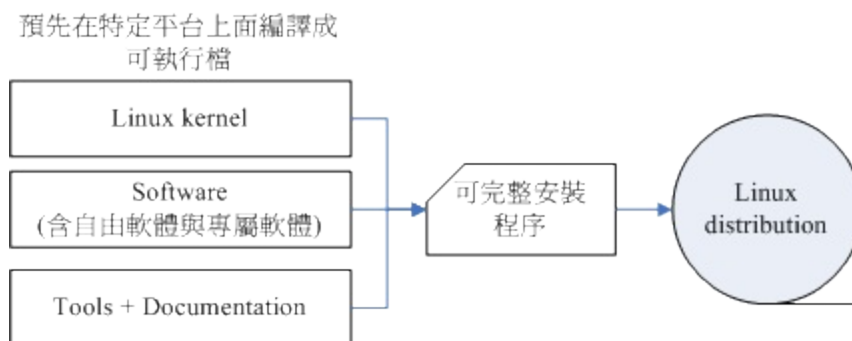 預先在特定平台上面編譯成
可執行檔
Linux kernel
Software
(含自由軟體與專屬軟體)
Tools + Documentation
可完整安裝
程序
Linux
distribution